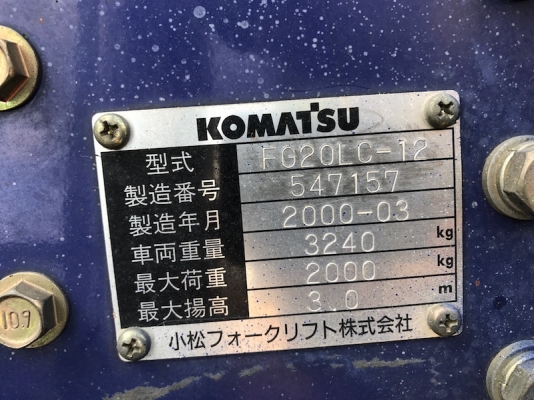 KOMATSU
型式 FG20LC-12
製造番号 547157
製造年月 2000-03
車両重量 3240 kg
最大荷重 2000 kg
最大揚高 3.0 m
小松フォークリフト株式会社
10.9